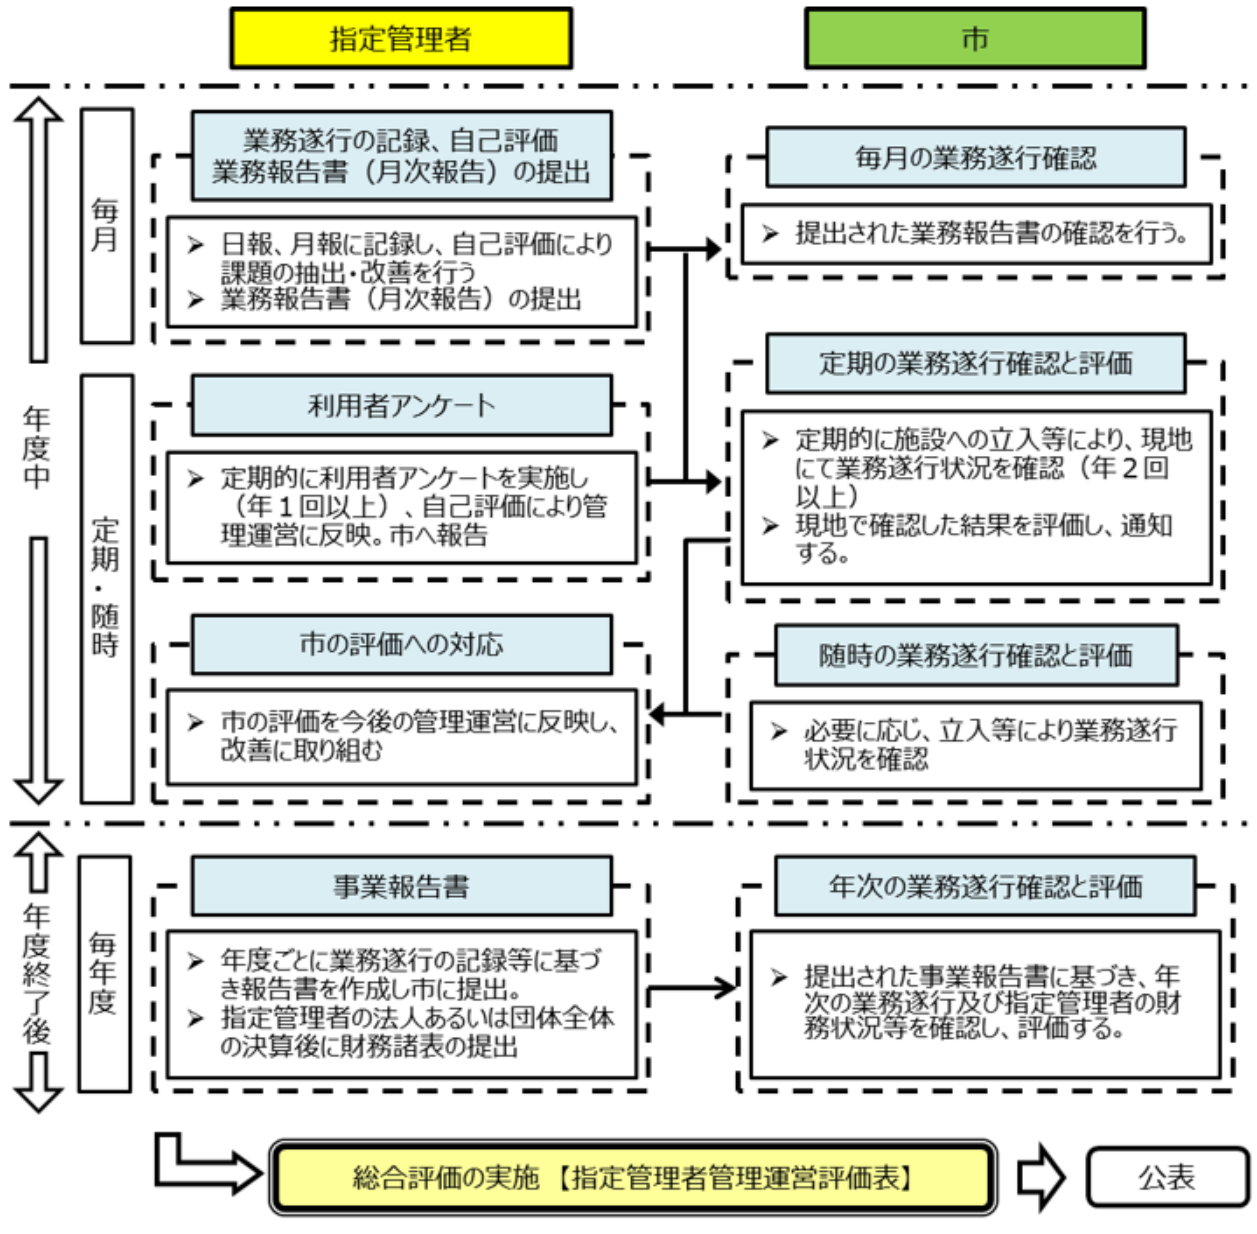 指定管理者
市
年度中
毎月
業務遂行の記録、自己評価
業務報告書（月次報告）の提出
➢ 日報、月報に記録し、自己評価により
課題の抽出・改善を行う
➢ 業務報告書（月次報告）の提出
毎月の業務遂行確認
➢ 提出された業務報告書の確認を行う。
定期・随時
利用者アンケート
➢ 定期的に利用者アンケートを実施し
（年１回以上）、自己評価により管
理運営に反映。市へ報告
定期の業務遂行確認と評価
➢ 定期的に施設への立入等により、現地
にて業務遂行状況を確認（年２回
以上）
➢ 現地で確認した結果を評価し、通知
する。
市の評価への対応
➢ 市の評価を今後の管理運営に反映し、
改善に取り組む
随時の業務遂行確認と評価
➢ 必要に応じ、立入等により業務遂行
状況を確認
年度終了後
毎年度
事業報告書
➢ 年度ごとに業務遂行の記録等に基づ
き報告書を作成し市に提出。
➢ 指定管理者の法人あるいは団体全体
の決算後に財務諸表の提出
年次の業務遂行確認と評価
➢ 提出された事業報告書に基づき、年
次の業務遂行及び指定管理者の財
務状況等を確認し、評価する。
総合評価の実施【指定管理者管理運営評価表】
公表